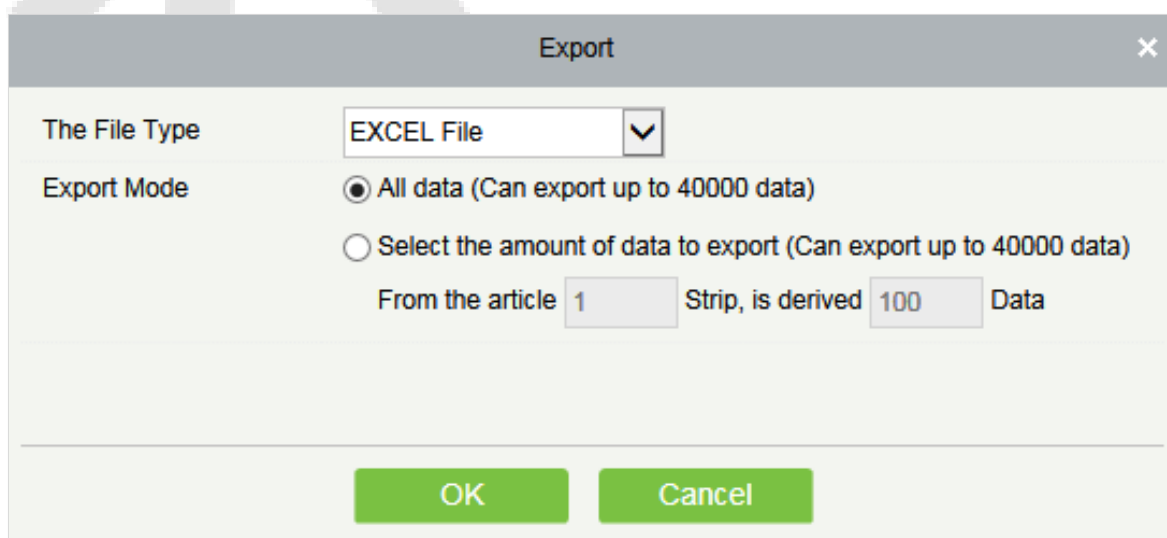 Export
The File Type EXCEL File
Export Mode All data (Can export up to 40000 data)
Select the amount of data to export (Can export up to 40000 data)
From the article 1 Strip, is derived 100 Data
OK Cancel